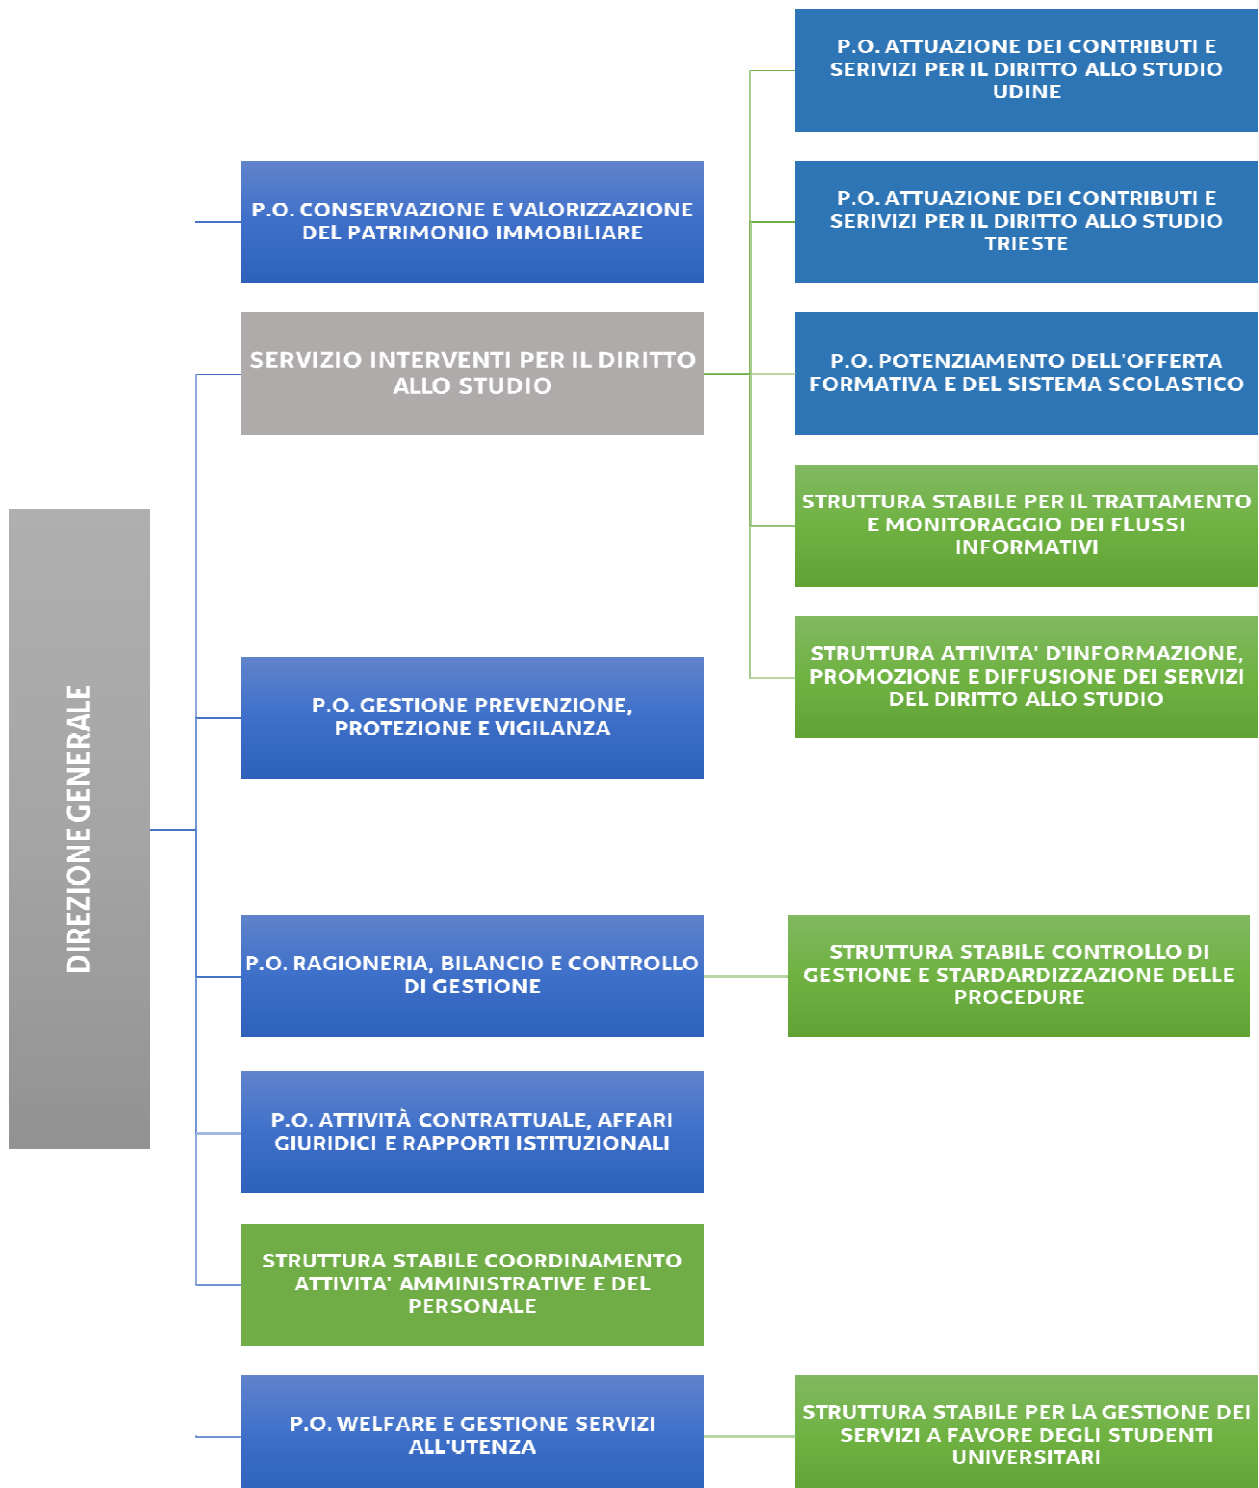 DIREZIONE GENERALE
P.O. CONSERVAZIONE E VALORIZZAZIONE
DEL PATRIMONIO IMMOBILIARE
SERVIZIO INTERVENTI PER IL DIRITTO
ALLO STUDIO
P.O. ATTUAZIONE DEI CONTRIBUTI E
SERIVIZI PER IL DIRITTO ALLO STUDIO
UDINE
P.O. ATTUAZIONE DEI CONTRIBUTI E
SERIVIZI PER IL DIRITTO ALLO STUDIO
TRIESTE
P.O. POTENZIAMENTO DELL'OFFERTA
FORMATIVA E DEL SISTEMA SCOLASTICO
STRUTTURA STABILE PER IL TRATTAMENTO
E MONITORAGGIO DEI FLUSSI
INFORMATIVI
STRUTTURA ATTIVITA' D'INFORMAZIONE,
PROMOZIONE E DIFFUSIONE DEI SERVIZI
DEL DIRITTO ALLO STUDIO
P.O. GESTIONE PREVENZIONE,
PROTEZIONE E VIGILANZA
P.O. RAGIONERIA, BILANCIO E CONTROLLO
DI GESTIONE
STRUTTURA STABILE CONTROLLO DI
GESTIONE E STARDARDIZZAZIONE DELLE
PROCEDURE
P.O. ATTIVITÀ CONTRATTUALE, AFFARI
GIURIDICI E RAPPORTI ISTITUZIONALI
STRUTTURA STABILE COORDINAMENTO
ATTIVITA' AMMINISTRATIVE E DEL
PERSONALE
P.O. WELFARE E GESTIONE SERVIZI
ALL'UTENZA
STRUTTURA STABILE PER LA GESTIONE DEI
SERVIZI A FAVORE DEGLI STUDENTI
UNIVERSITARI